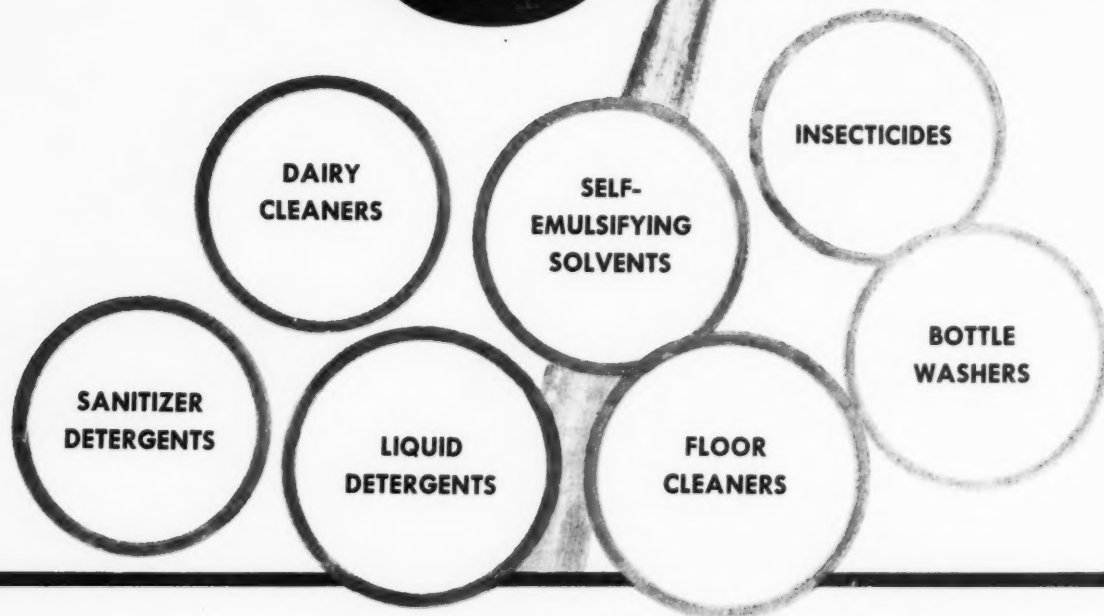 INSECTICIDES
DAIRY
CLEANERS
SELF-
EMULSIFYING
SOLVENTS
BOTTLE
WASHERS
SANITIZER
DETERGENTS
LIQUID
DETERGENTS
FLOOR
CLEANERS